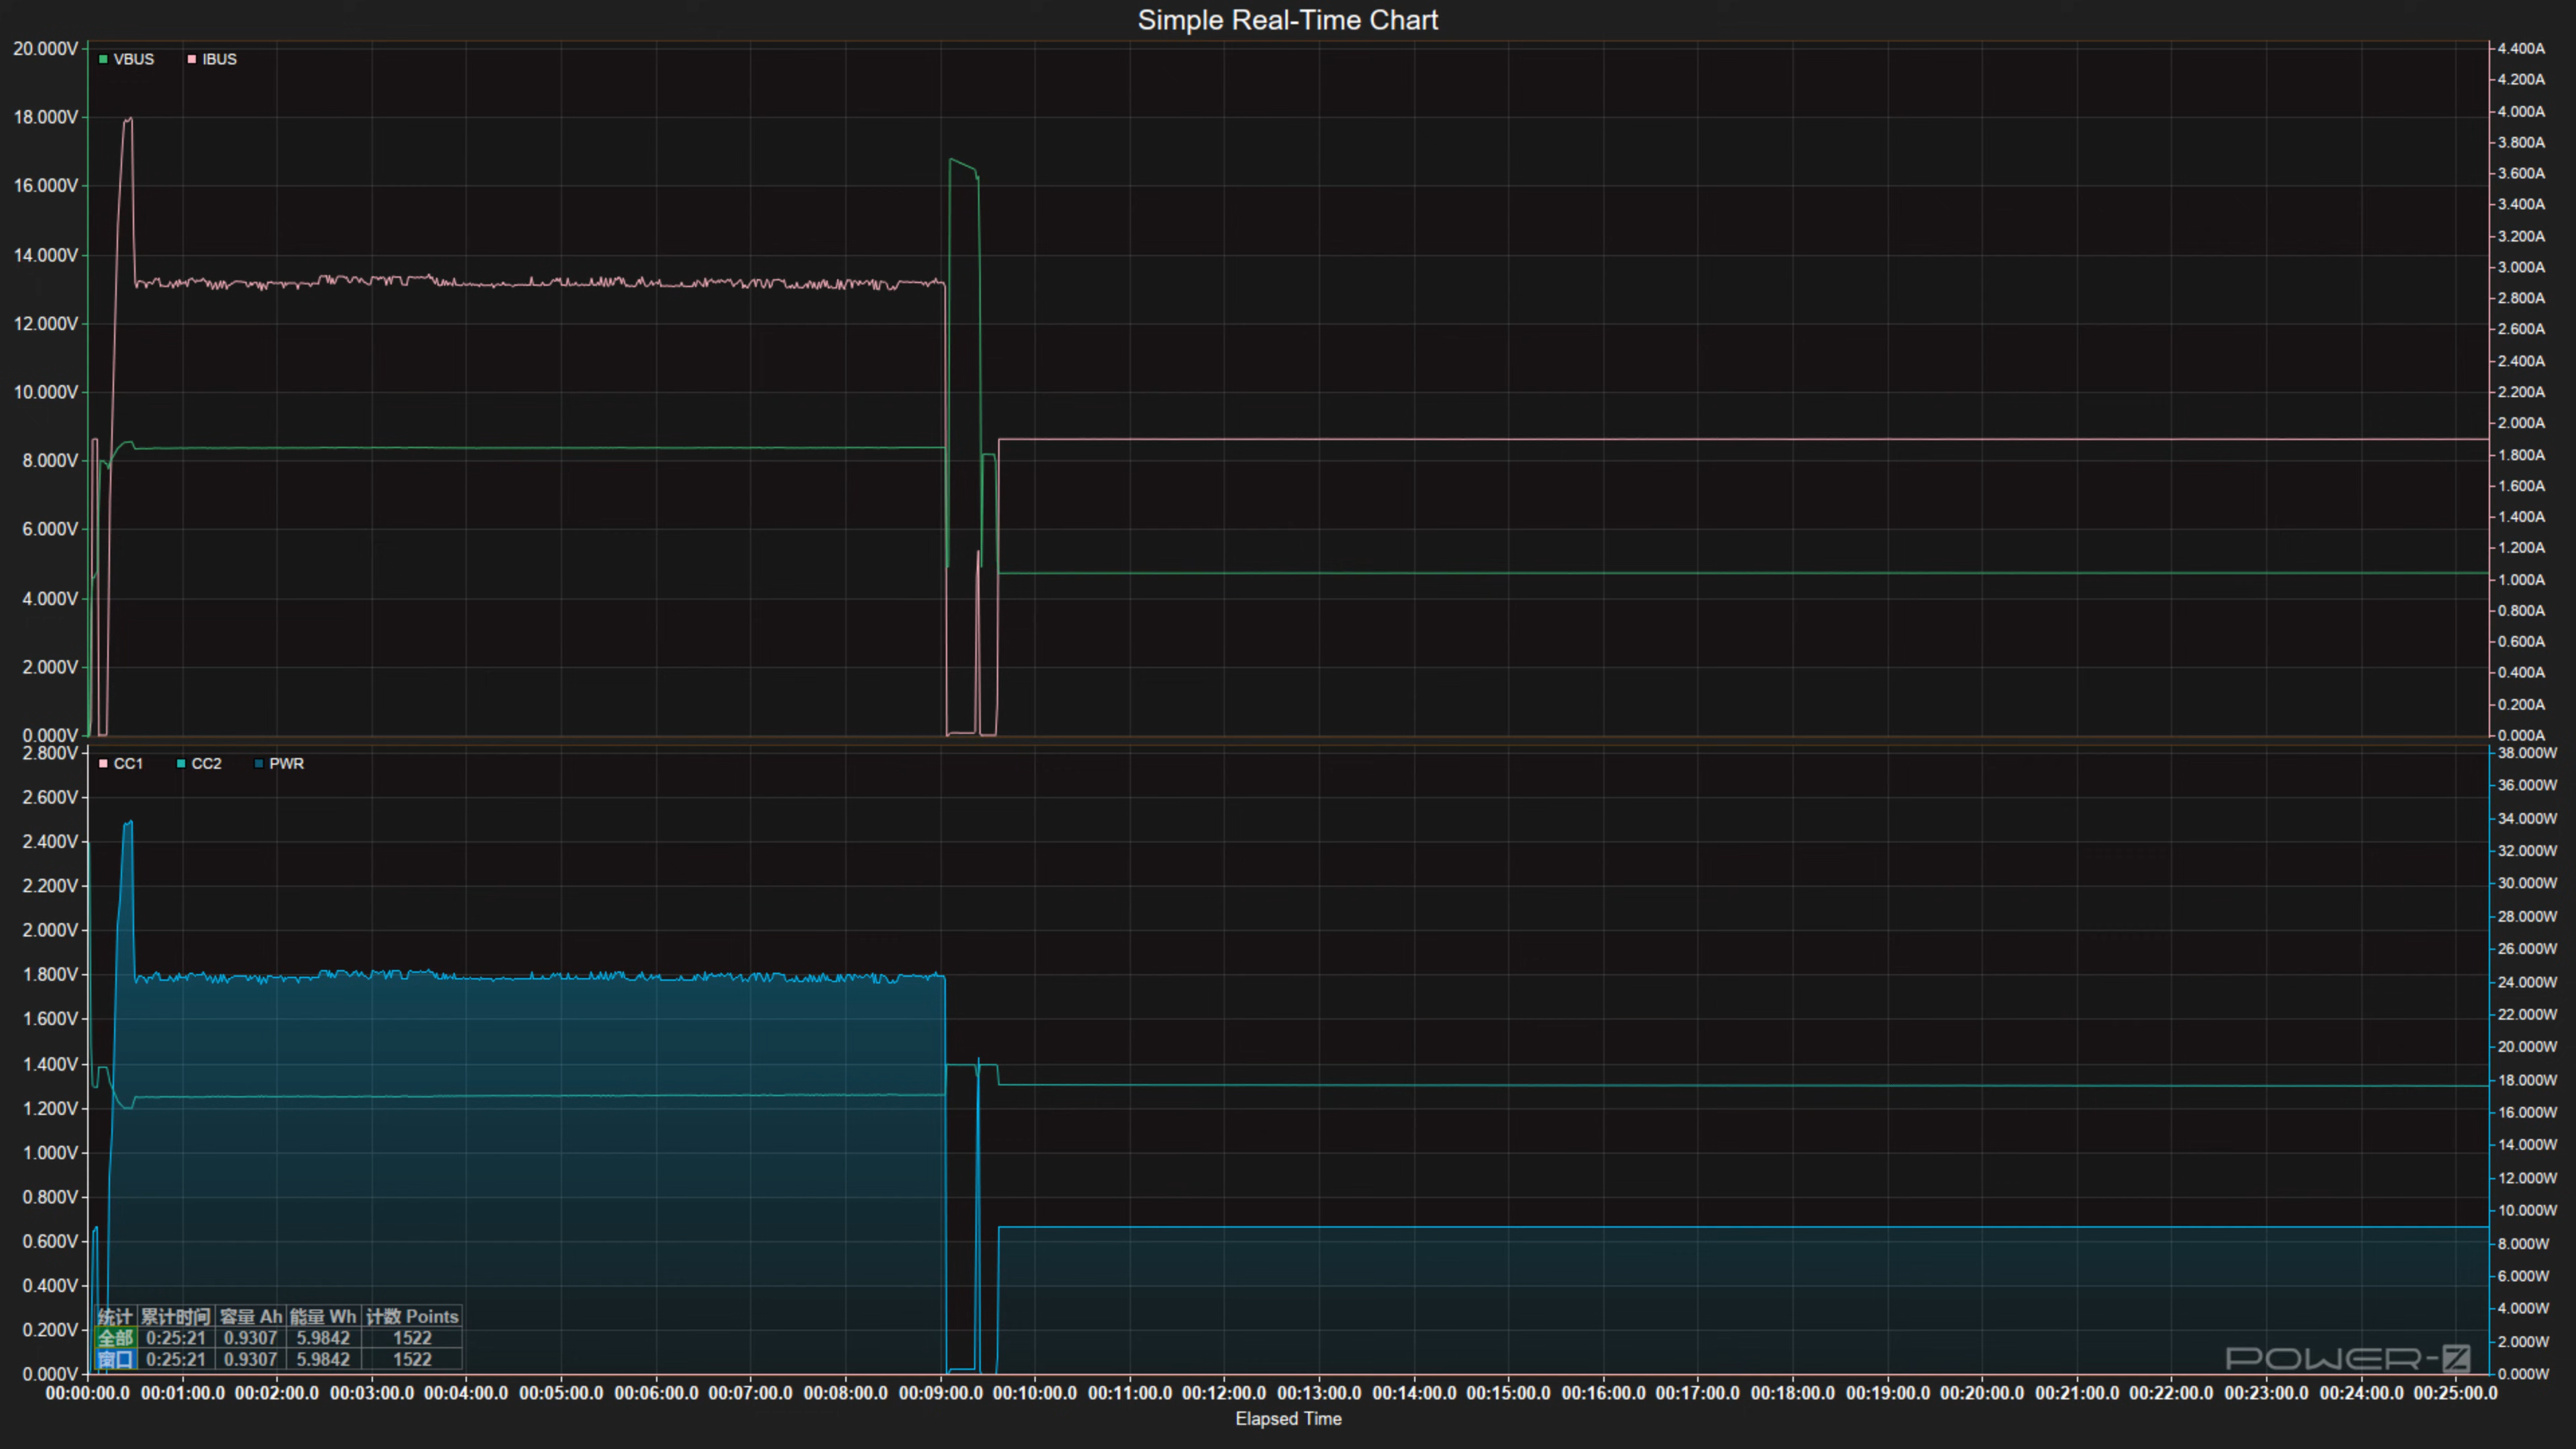 Simple Real-Time Chart
VBUS IBUS
20.000V
18.000V
16.000V
14.000V
12.000V
10.000V
8.000V
6.000V
4.000V
2.000V
0.000V
4.400A
4.200A
4.000A
3.800A
3.600A
3.400A
3.200A
3.000A
2.800A
2.600A
2.400A
2.200A
2.000A
1.800A
1.600A
1.400A
1.200A
1.000A
0.800A
0.600A
0.400A
0.200A
0.000A
CC1 CC2 PWR
2.800V
2.600V
2.400V
2.200V
2.000V
1.800V
1.600V
1.400V
1.200V
1.000V
0.800V
0.600V
0.400V
0.200V
0.000V
38.000W
36.000W
34.000W
32.000W
30.000W
28.000W
26.000W
24.000W
22.000W
20.000W
18.000W
16.000W
14.000W
12.000W
10.000W
8.000W
6.000W
4.000W
2.000W
0.000W
统计 累计时间 容量 Ah 能量 Wh 计数 Points
全部 0:25:21 0.9307 5.9842 1522
窗口 0:25:21 0.9307 5.9842 1522
POWER-Z
00:00:00.0 00:01:00.0 00:02:00.0 00:03:00.0 00:04:00.0 00:05:00.0 00:06:00.0 00:07:00.0 00:08:00.0 00:09:00.0 00:10:00.0 00:11:00.0 00:12:00.0 00:13:00.0 00:14:00.0 00:15:00.0 00:16:00.0 00:17:00.0 00:18:00.0 00:19:00.0 00:20:00.0 00:21:00.0 00:22:00.0 00:23:00.0 00:24:00.0 00:25:00.0
Elapsed Time